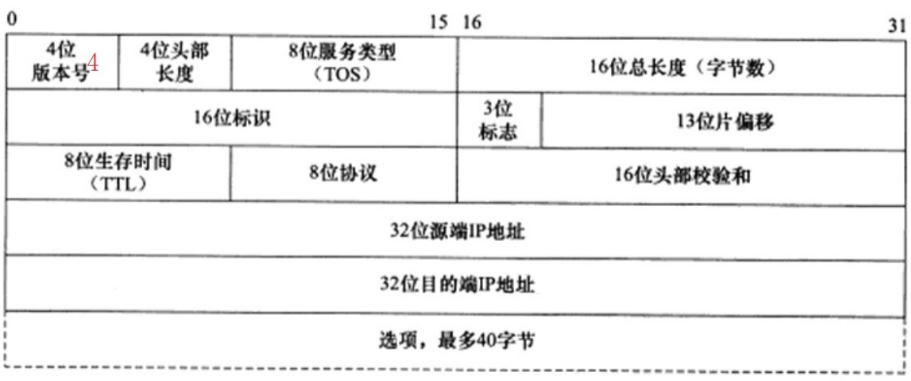 0 15 16 31
4位
版本号4
4位头部
长度
8位服务类型
（TOS）
16位总长度（字节数）
16位标识
3位
标志
13位片偏移
8位生存时间
（TTL）
8位协议
16位头部校验和
32位源端IP地址
32位目的端IP地址
选项，最多40字节